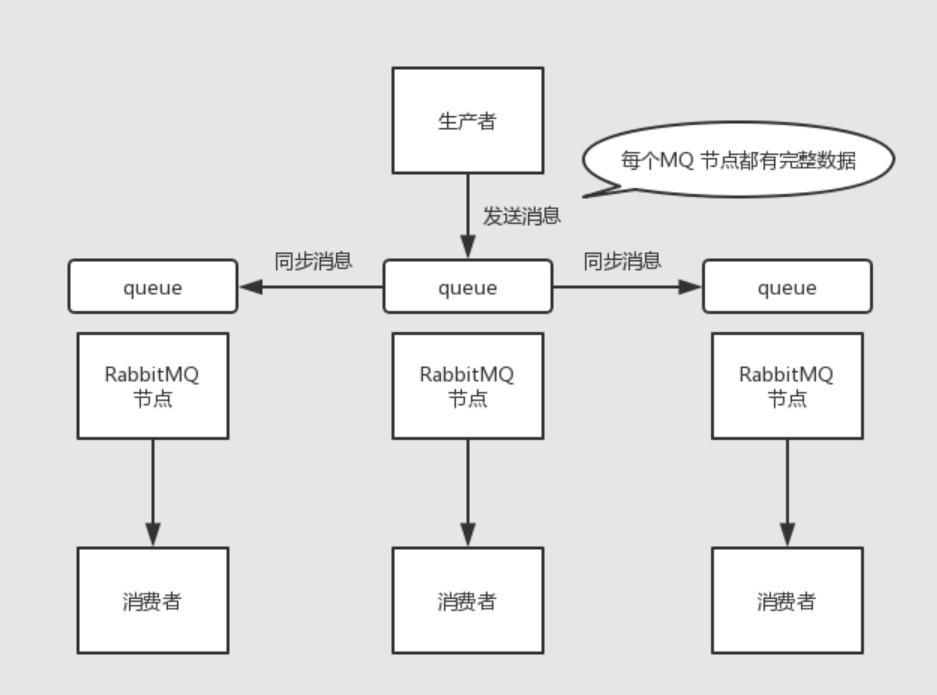 生产者
每个MQ 节点都有完整数据
发送消息
同步消息
同步消息
queue
queue
queue
RabbitMQ
节点
RabbitMQ
节点
RabbitMQ
节点
消费者
消费者
消费者